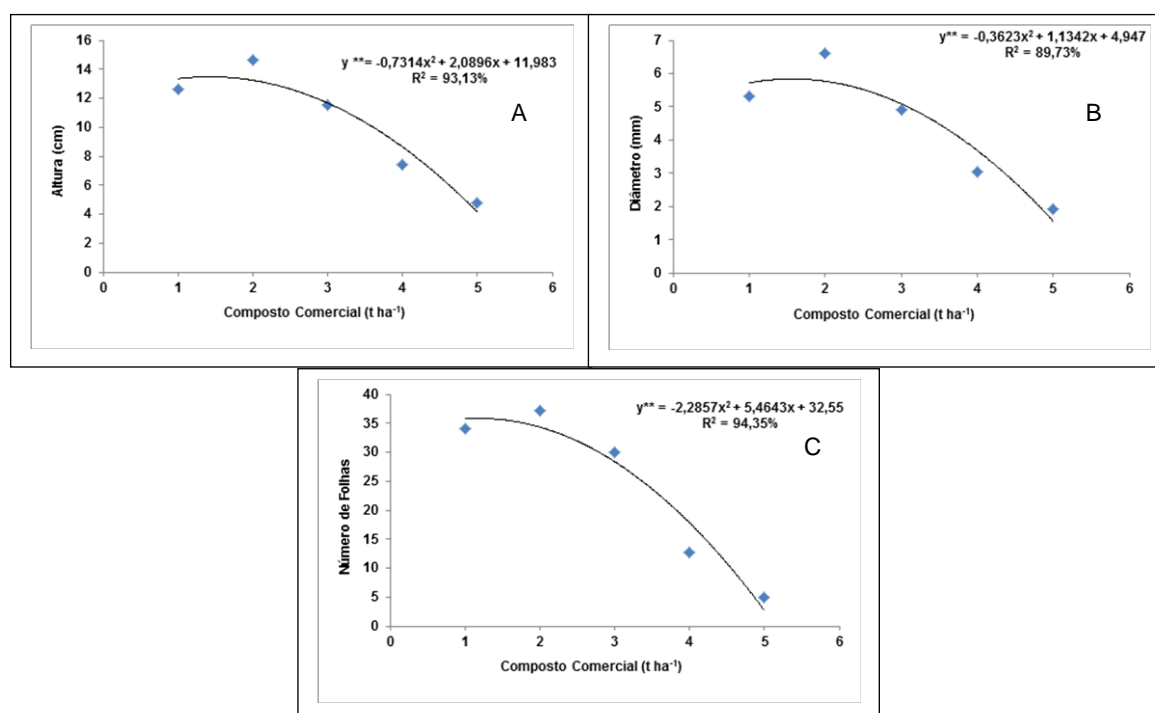 16
14
12
10
8
6
4
2
0
Altura (cm)
y **= -0,7314x² + 2,0896x + 11,983
R² = 93,13%
A
0 1 2 3 4 5 6
Composto Comercial (t ha⁻¹)
7
6
5
4
3
2
1
0
Diâmetro (mm)
y** = -0,3623x² + 1,1342x + 4,947
R² = 89,73%
B
0 1 2 3 4 5 6
Composto Comercial (t ha⁻¹)
40
35
30
25
20
15
10
5
0
Número de Folhas
y** = -2,2857x² + 5,4643x + 32,55
R² = 94,35%
C
0 1 2 3 4 5 6
Composto Comercial (t ha⁻¹)